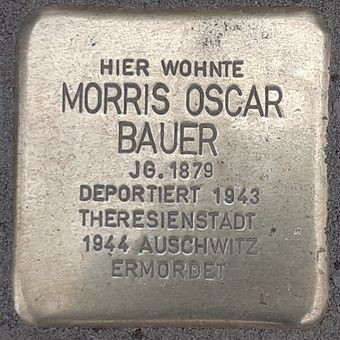 HIER WOHNTE
MORRIS OSCAR
BAUER
JG. 1879
DEPORTIERT 1943
THERESIENSTADT
1944 AUSCHWITZ
ERMORDET